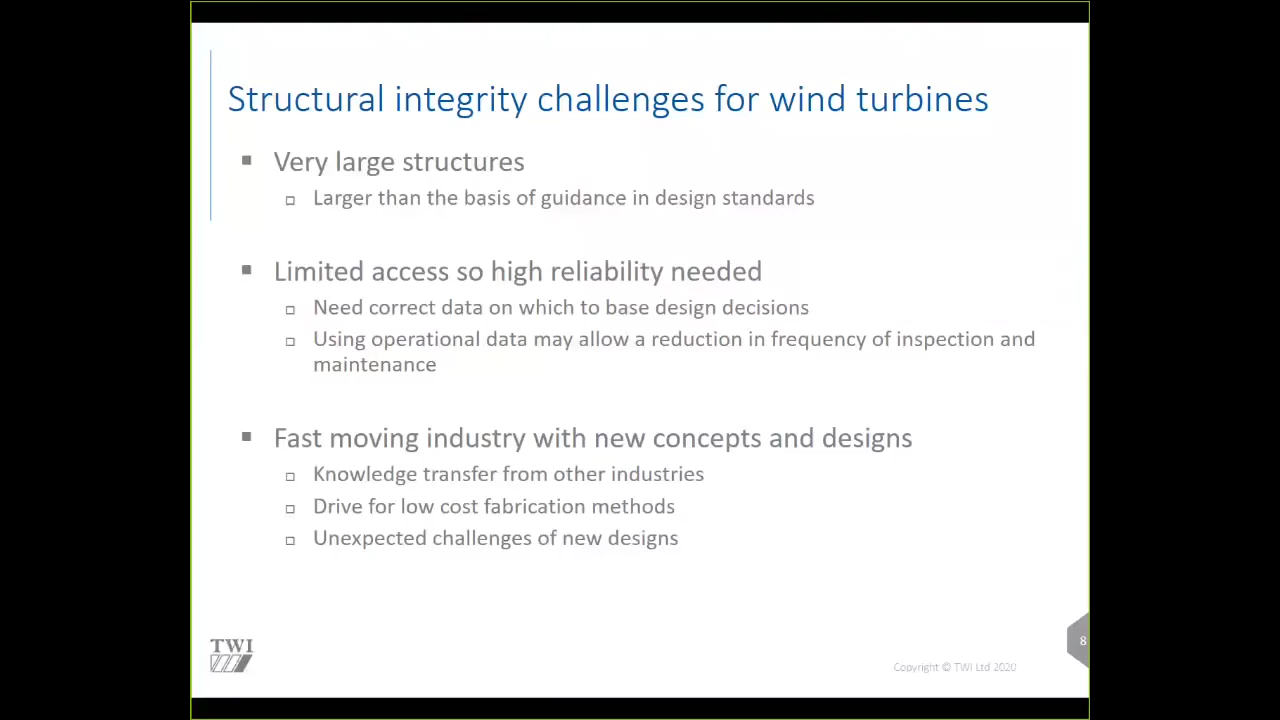 Structural integrity challenges for wind turbines
▪ Very large structures
▫ Larger than the basis of guidance in design standards
▪ Limited access so high reliability needed
▫ Need correct data on which to base design decisions
▫ Using operational data may allow a reduction in frequency of inspection and
maintenance
▪ Fast moving industry with new concepts and designs
▫ Knowledge transfer from other industries
▫ Drive for low cost fabrication methods
▫ Unexpected challenges of new designs
TWI
8
Copyright © TWI Ltd 2020